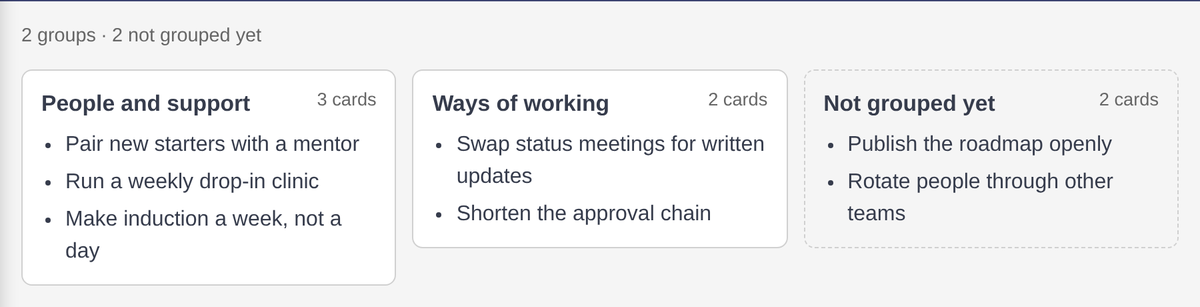 2 groups · 2 not grouped yet
People and support
3 cards
• Pair new starters with a mentor
• Run a weekly drop-in clinic
• Make induction a week, not a
day
Ways of working
2 cards
• Swap status meetings for written
updates
• Shorten the approval chain
Not grouped yet
2 cards
• Publish the roadmap openly
• Rotate people through other
teams